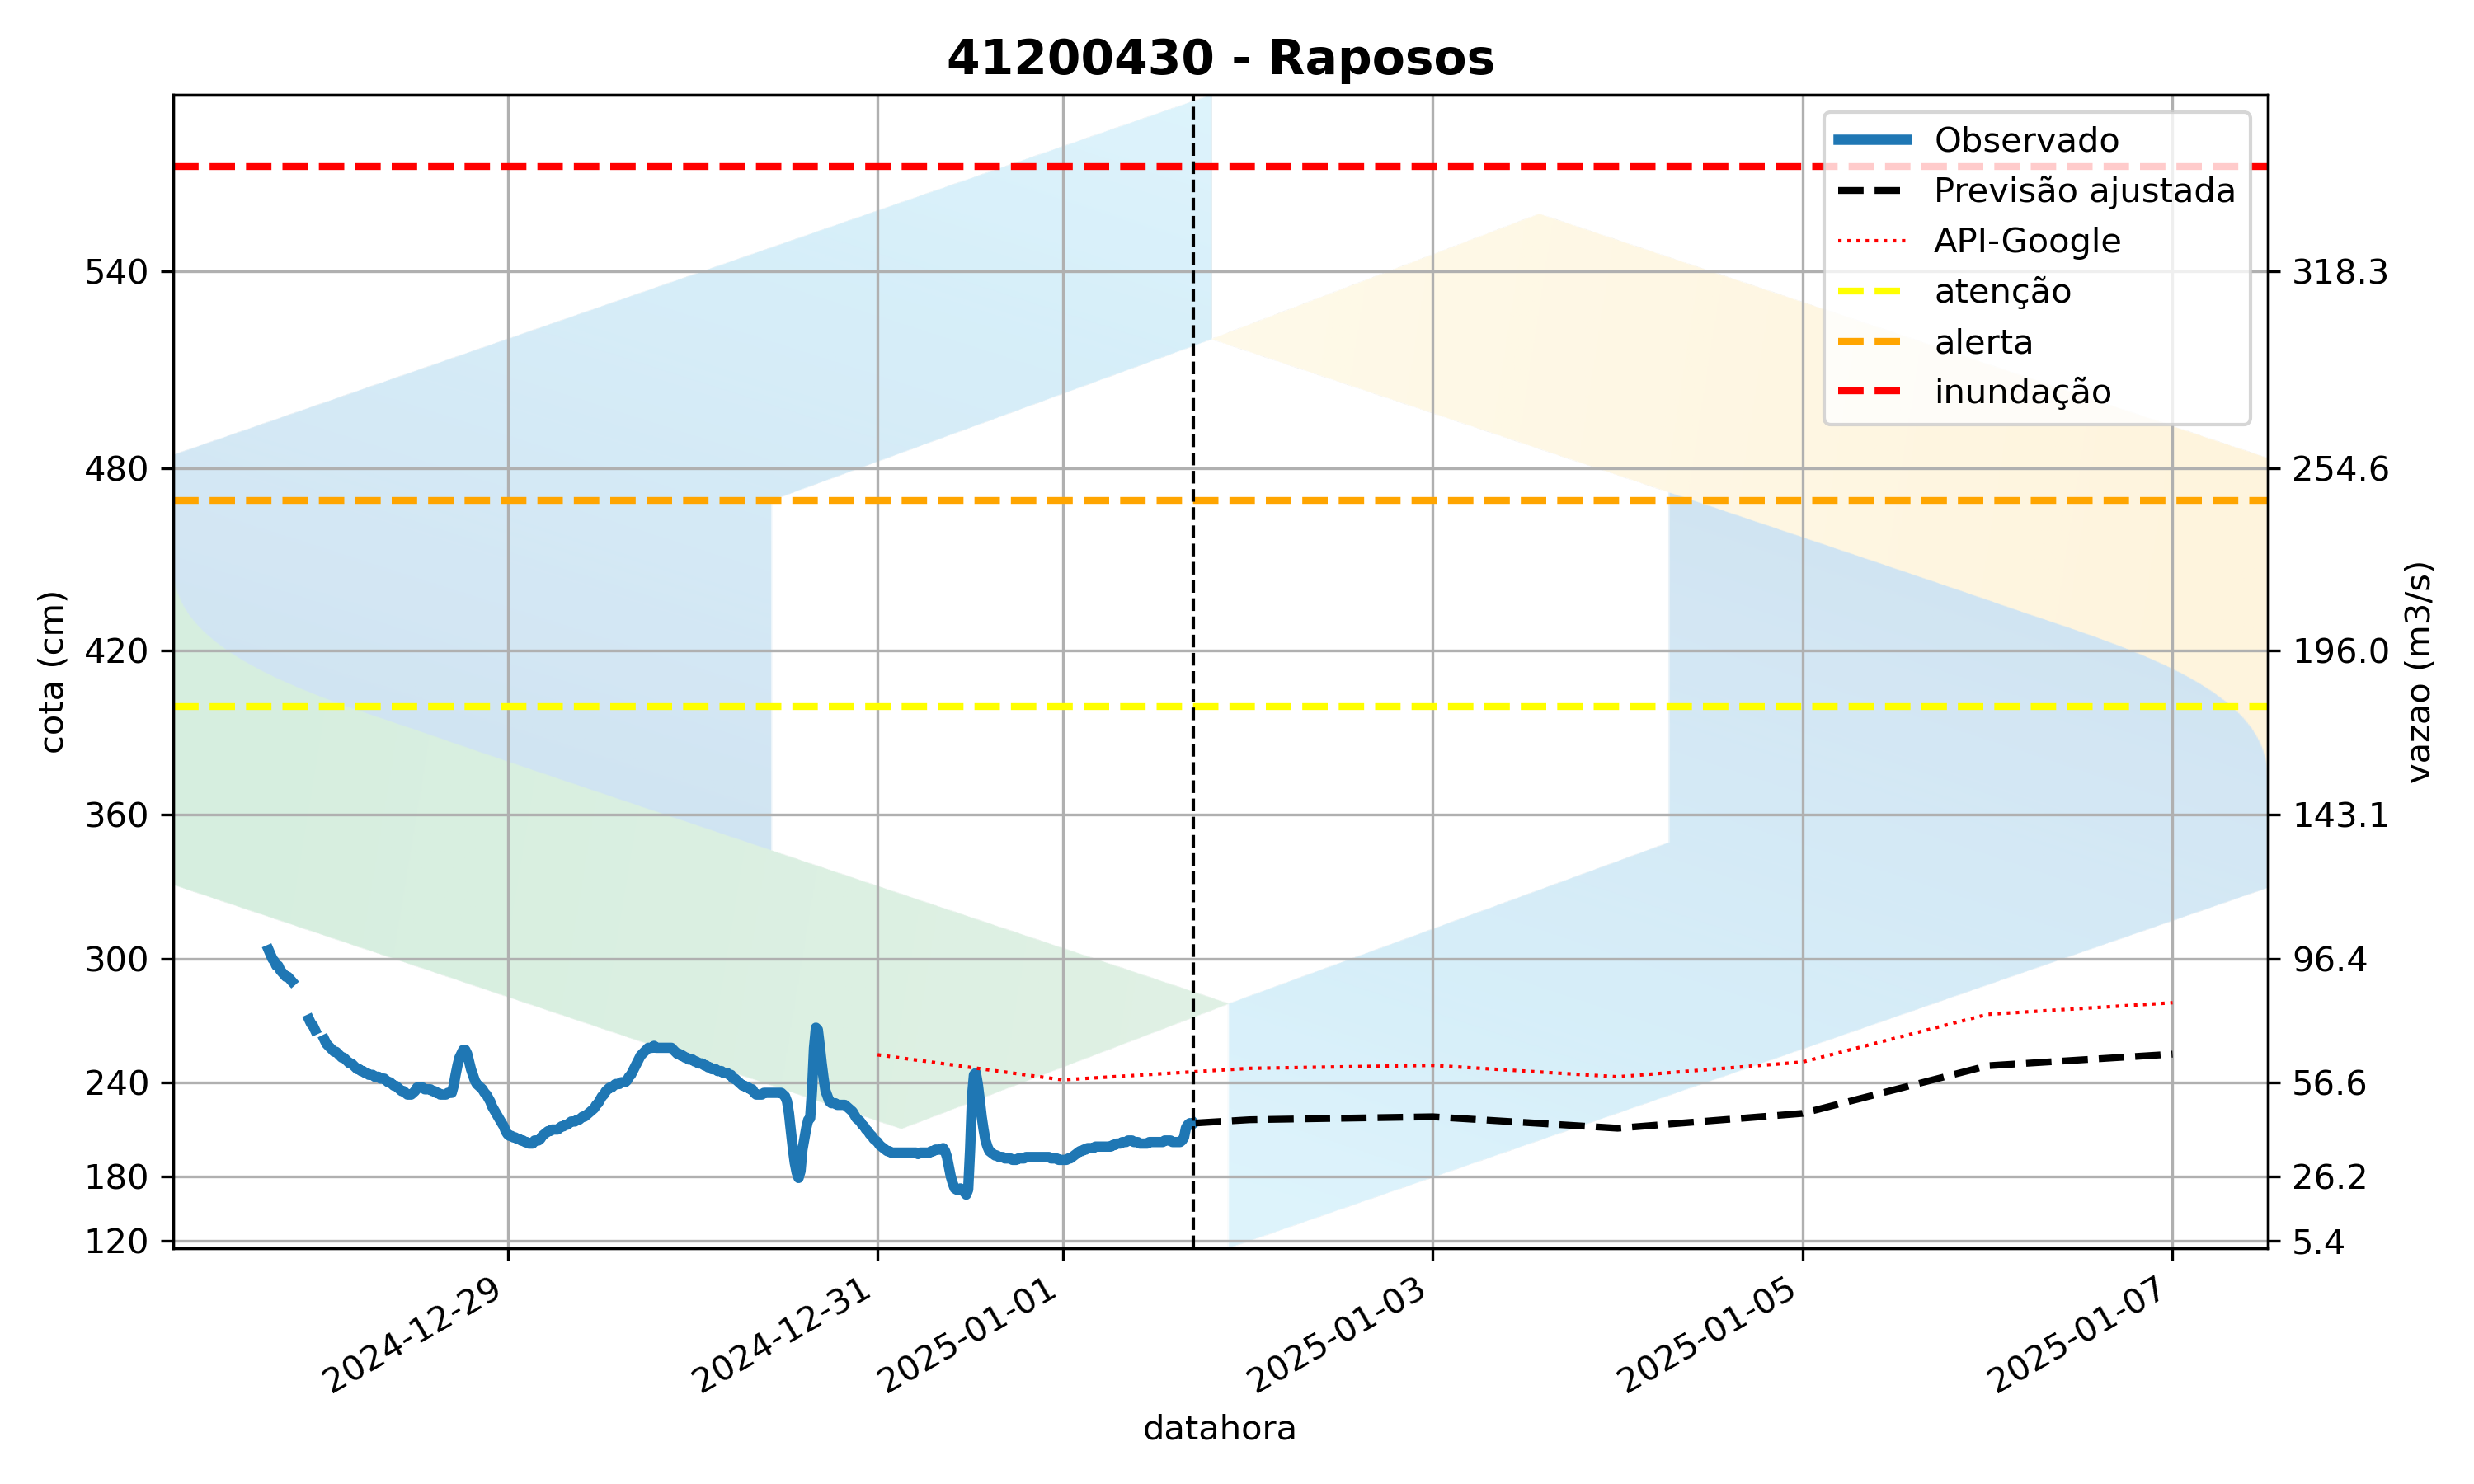 41200430 - Raposos
Observado
Previsão ajustada
API-Google
atenção
alerta
inundação
540
480
420
360
300
240
180
120
cota (cm)
318.3
254.6
196.0
143.1
96.4
56.6
26.2
5.4
vazao (m3/s)
2024-12-29
2024-12-31
2025-01-01
2025-01-03
2025-01-05
2025-01-07
datahora